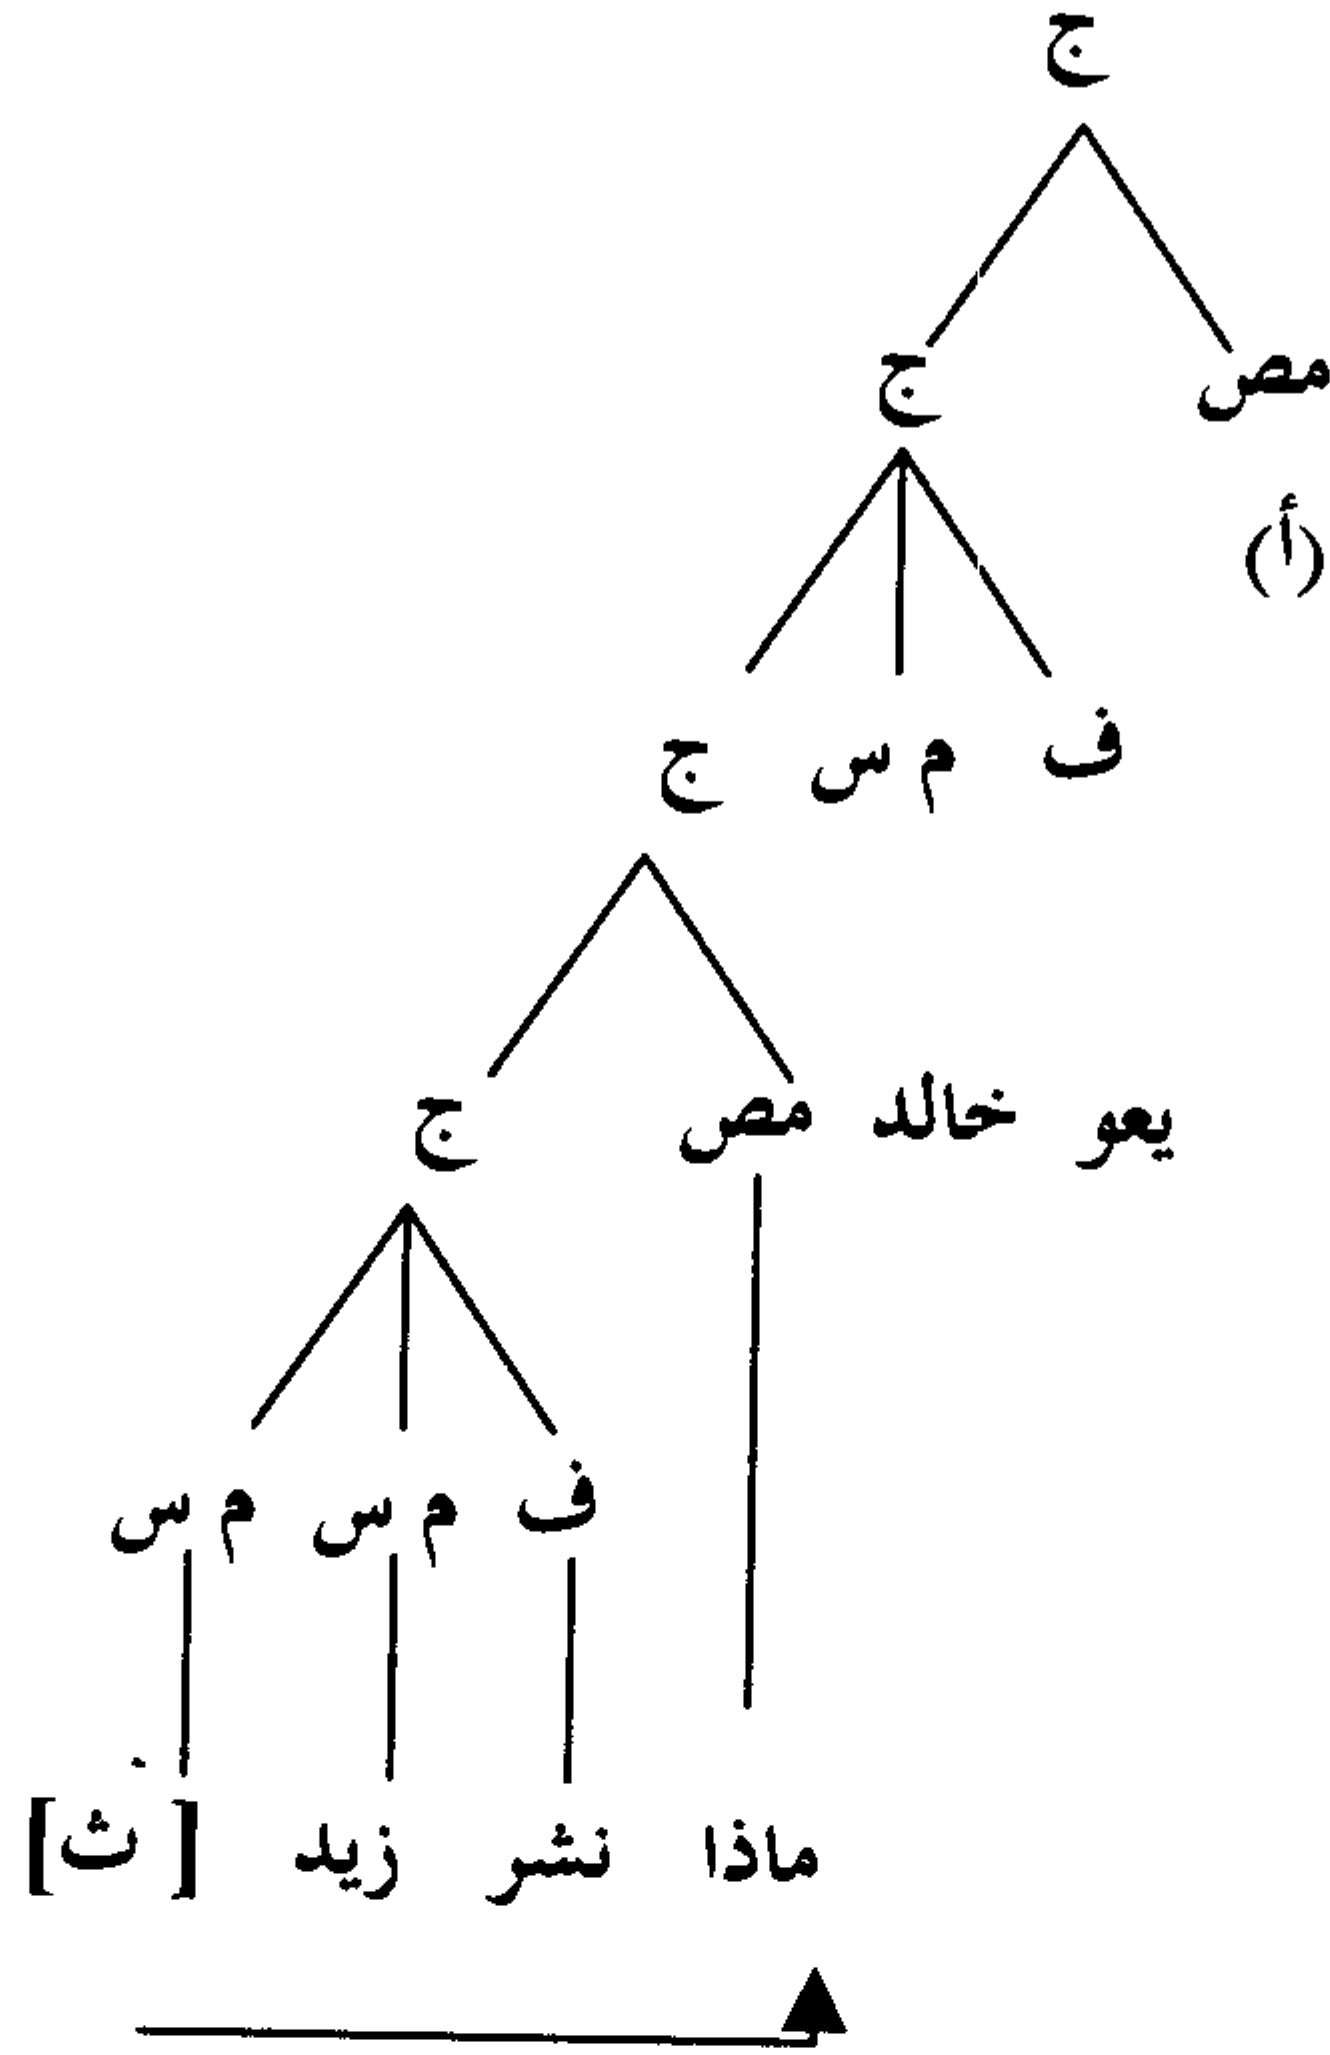 ج
مص ج
(أ)
ف م س ج
يعو خالد مص ج
ف م س م س
ماذا نشر زيد [ث]